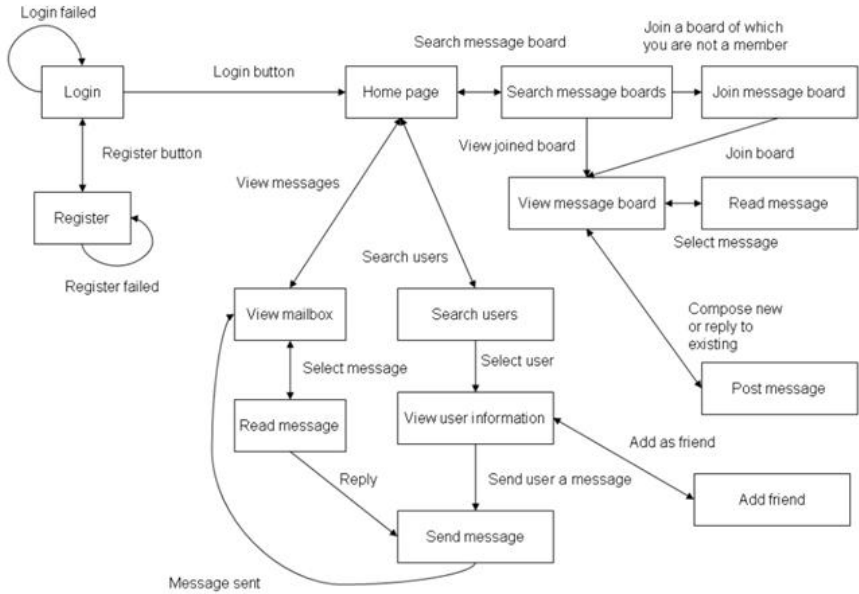 Login failed
Join a board of which
you are not a member
Search message board
Login button
Login
Home page
Search message boards
Join message board
Register button
View joined board
Join board
View messages
Register
View message board
Read message
Select message
Search users
Register failed
View mailbox
Search users
Compose new
or reply to
existing
Select message
Select user
Post message
Read message
View user information
Add as friend
Reply
Send user a message
Add friend
Send message
Message sent